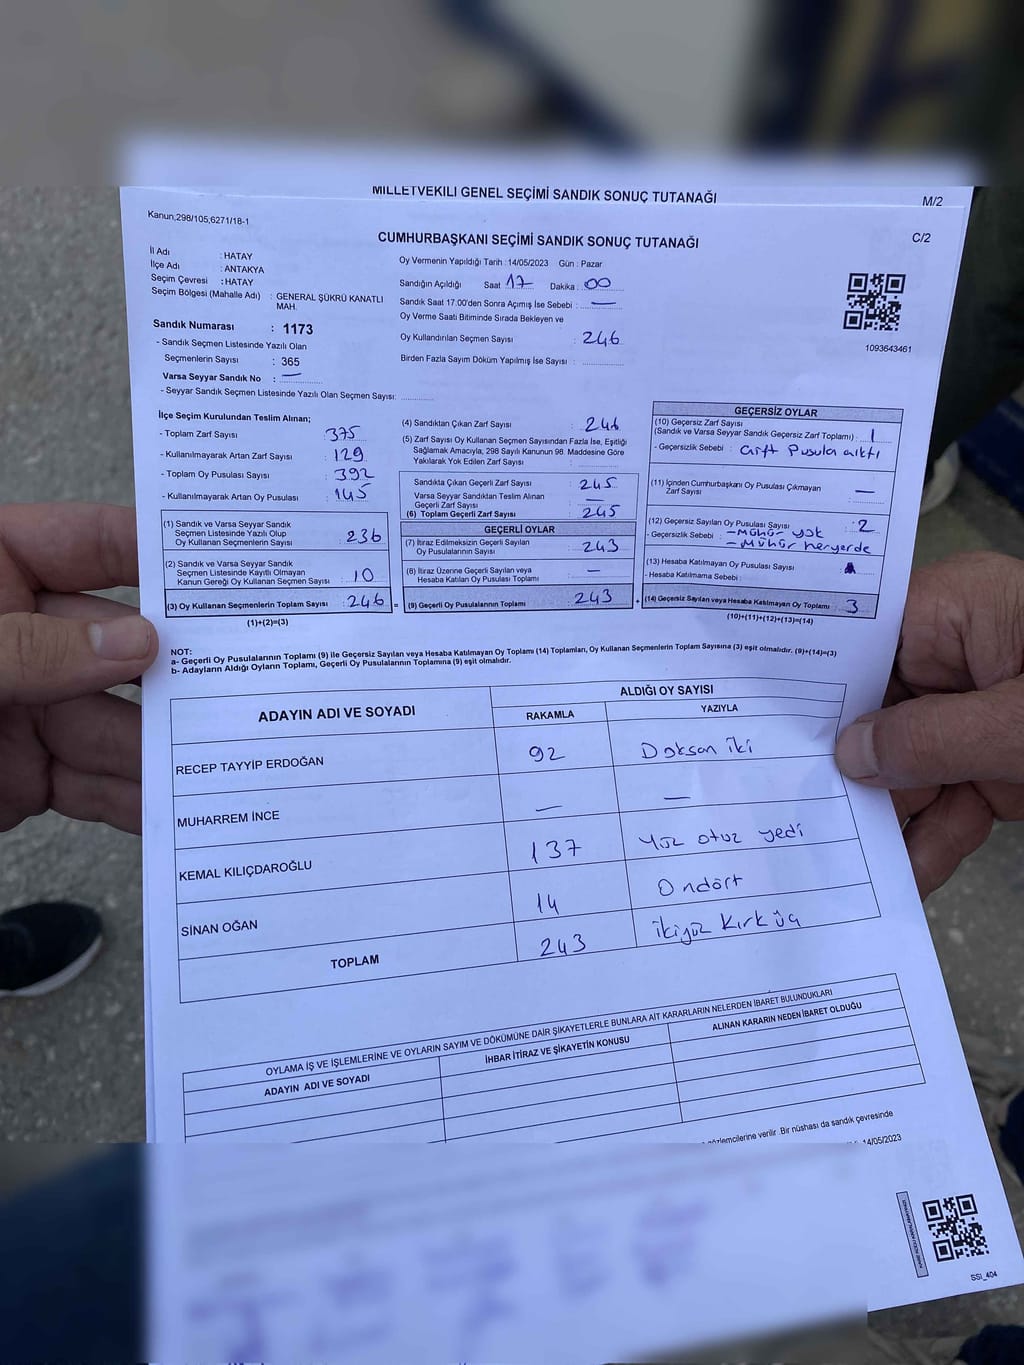 MİLLETVEKİLİ GENEL SEÇİMİ SANDIK SONUÇ TUTANAĞI
M/2
Kanun,298/105,6271/18-1
CUMHURBAŞKANI SEÇİMİ SANDIK SONUÇ TUTANAĞI
C/2
İl Adı : HATAY
İlçe Adı : ANTAKYA
Seçim Çevresi : HATAY
Seçim Bölgesi (Mahalle Adı) : GENERAL ŞÜKRÜ KANATLI
MAH.
Sandık Numarası : 1173
- Sandık Seçmen Listesinde Yazılı Olan
Seçmenlerin Sayısı : 365
Varsa Seyyar Sandık No : —
- Seyyar Sandık Seçmen Listesinde Yazılı Olan Seçmen Sayısı:
Oy Vermenin Yapıldığı Tarih :14/05/2023 Gün : Pazar
Sandığın Açıldığı Saat 17 Dakika : 00
Sandık Saat 17.00'den Sonra Açımış İse Sebebi : —
Oy Verme Saati Bitiminde Sırada Bekleyen ve
Oy Kullandırılan Seçmen Sayısı : 246
Birden Fazla Sayım Döküm Yapılmış İse Sayısı :
1093643461
İlçe Seçim Kurulundan Teslim Alınan;
- Toplam Zarf Sayısı : 375
- Kullanılmayarak Artan Zarf Sayısı : 129
- Toplam Oy Pusulası Sayısı : 392
- Kullanılmayarak Artan Oy Pusulası : 145
(1) Sandık ve Varsa Seyyar Sandık
Seçmen Listesinde Yazılı Olup
Oy Kullanan Seçmenlerin Sayısı : 236
(2) Sandık ve Varsa Seyyar Sandık
Seçmen Listesinde Kayıtlı Olmayan
Kanun Gereği Oy Kullanan Seçmen Sayısı : 10
(3) Oy Kullanan Seçmenlerin Toplam Sayısı : 246 =
(1)+(2)=(3)
(4) Sandıktan Çıkan Zarf Sayısı : 246
(5) Zarf Sayısı Oy Kullanan Seçmen Sayısından Fazla İse, Eşitliği
Sağlamak Amacıyla, 298 Sayılı Kanunun 98. Maddesine Göre
Yakılarak Yok Edilen Zarf Sayısı :
Sandıkta Çıkan Geçerli Zarf Sayısı : 245
Varsa Seyyar Sandıktan Teslim Alınan
Geçerli Zarf Sayısı : —
(6) Toplam Geçerli Zarf Sayısı : 245
GEÇERLİ OYLAR
(7) İtiraz Edilmeksizin Geçerli Sayılan
Oy Pusulalarının Sayısı : 243
(8) İtiraz Üzerine Geçerli Sayılan veya
Hesaba Katılan Oy Pusulası Toplamı : —
(9) Geçerli Oy Pusulalarının Toplamı : 243 +
GEÇERSİZ OYLAR
(10) Geçersiz Zarf Sayısı
(Sandık ve Varsa Seyyar Sandık Geçersiz Zarf Toplamı) : 1
- Geçersizlik Sebebi : Çift Pusula çıktı
(11) İçinden Cumhurbaşkanı Oy Pusulası Çıkmayan
Zarf Sayısı : —
(12) Geçersiz Sayılan Oy Pusulası Sayısı : 2
- Geçersizlik Sebebi : -Mühür yok
-Mühür heryerde
(13) Hesaba Katılmayan Oy Pusulası Sayısı :
- Hesaba Katılmama Sebebi :
(14) Geçersiz Sayılan veya Hesaba Katılmayan Oy Toplamı : 3
(10)+(11)+(12)+(13)=(14)
NOT:
a- Geçerli Oy Pusulalarının Toplamı (9) ile Geçersiz Sayılan veya Hesaba Katılmayan Oy Toplamı (14) Toplamları, Oy Kullanan Seçmenlerin Toplam Sayısına (3) eşit olmalıdır. (9)+(14)=(3)
b- Adayların Aldığı Oyların Toplamı, Geçerli Oy Pusulalarının Toplamına (9) eşit olmalıdır.
ADAYIN ADI VE SOYADI
ALDIĞI OY SAYISI
RAKAMLA YAZIYLA
RECEP TAYYİP ERDOĞAN 92 Doksan iki
MUHARREM İNCE — —
KEMAL KILIÇDAROĞLU 137 Yüz otuz yedi
SİNAN OĞAN 14 Ondört
TOPLAM 243 ikiyüz Kırk üç
OYLAMA İŞ VE İŞLEMLERİNE VE OYLARIN SAYIM VE DÖKÜMÜNE DAİR ŞİKAYETLERLE BUNLARA AİT KARARLARIN NELERDEN İBARET BULUNDUKLARI
ADAYIN ADI VE SOYADI İHBAR İTİRAZ VE ŞİKAYETİN KONUSU ALINAN KARARIN NEDEN İBARET OLDUĞU
gözlemcilerine verilir .Bir nüshası da sandık çevresinde
14/05/2023
SSI_404